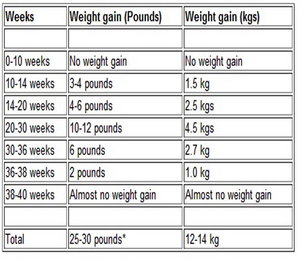 Weeks Weight gain (Pounds) Weight gain (kgs)
0-10 weeks No weight gain No weight gain
10-14 weeks 3-4 pounds 1.5 kg
14-20 weeks 4-6 pounds 2.5 kgs
20-30 weeks 10-12 pounds 4.5 kgs
30-36 weeks 6 pounds 2.7 kg
36-38 weeks 2 pounds 1.0 kg
38-40 weeks Almost no weight gain Almost no weight gain
Total 25-30 pounds* 12-14 kg